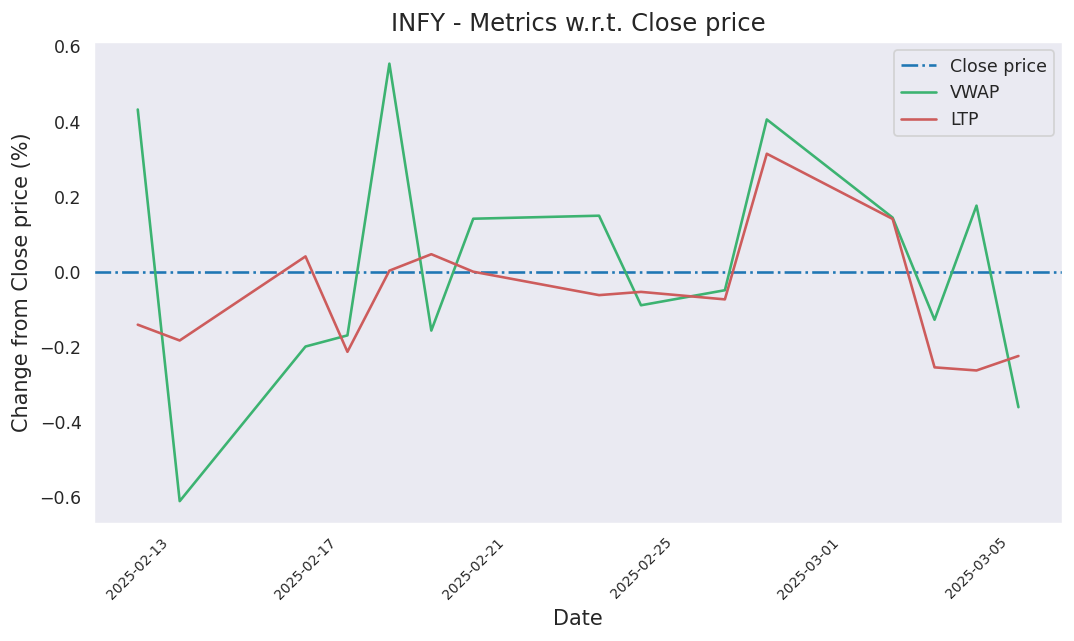 INFY - Metrics w.r.t. Close price
Change from Close price (%)
0.6
0.4
0.2
0.0
−0.2
−0.4
−0.6
Close price
VWAP
LTP
2025-02-13
2025-02-17
2025-02-21
2025-02-25
2025-03-01
2025-03-05
Date